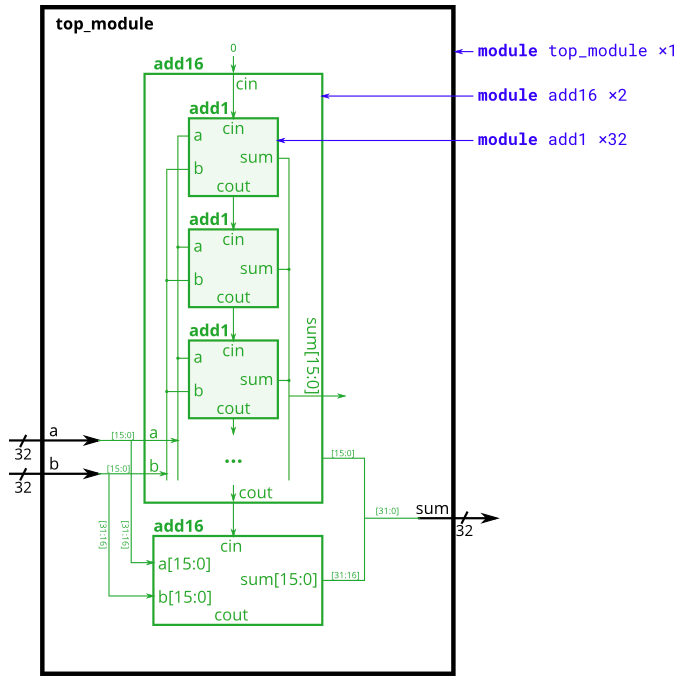 top_module
0
module top_module ×1
add16
cin
module add16 ×2
add1
cin
module add1 ×32
a
sum
b
cout
add1
cin
a
sum
b
cout
add1
cin
a
sum
b
cout
sum[15:0]
a
[15:0]
a
32
b
[15:0]
b
32
...
[15:0]
cout
[31:0]
sum
32
[31:16]
[31:16]
add16
cin
a[15:0]
sum[15:0]
[31:16]
b[15:0]
cout